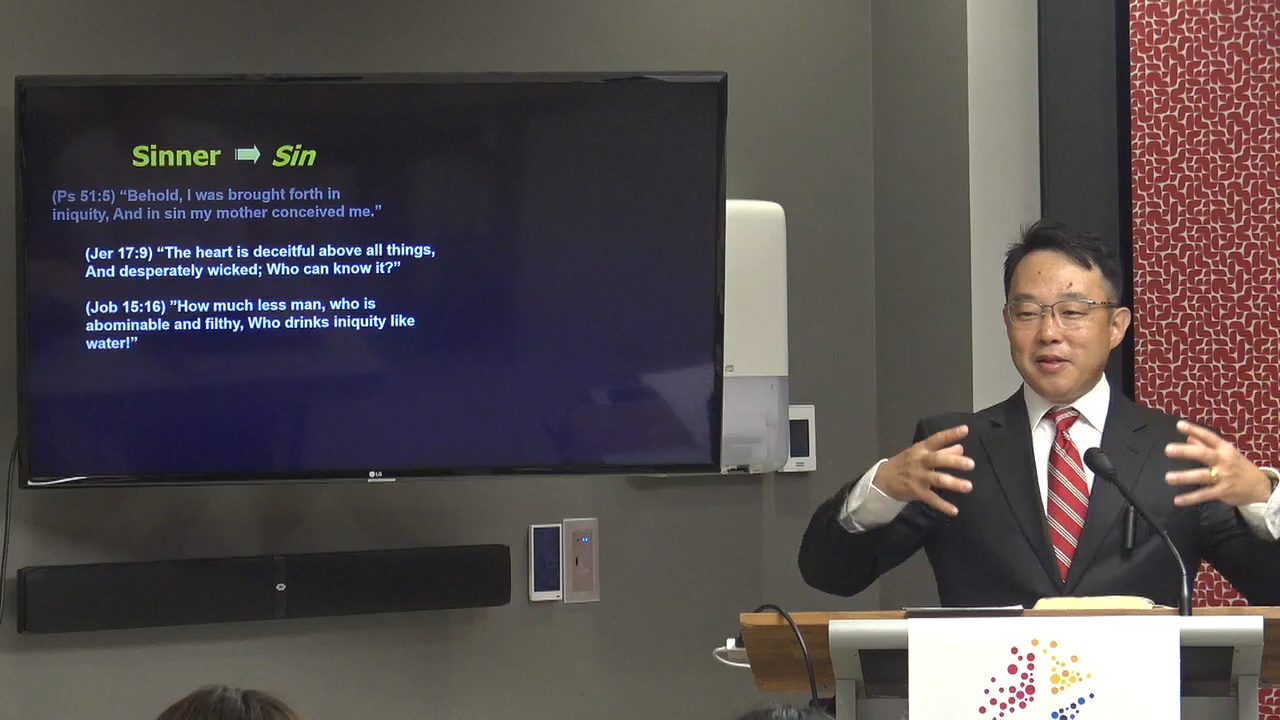 Sinner Sin
(Ps 51:5) “Behold, I was brought forth in
iniquity, And in sin my mother conceived me.”
(Jer 17:9) “The heart is deceitful above all things,
And desperately wicked; Who can know it?”
(Job 15:16) ”How much less man, who is
abominable and filthy, Who drinks iniquity like
water!”
LG